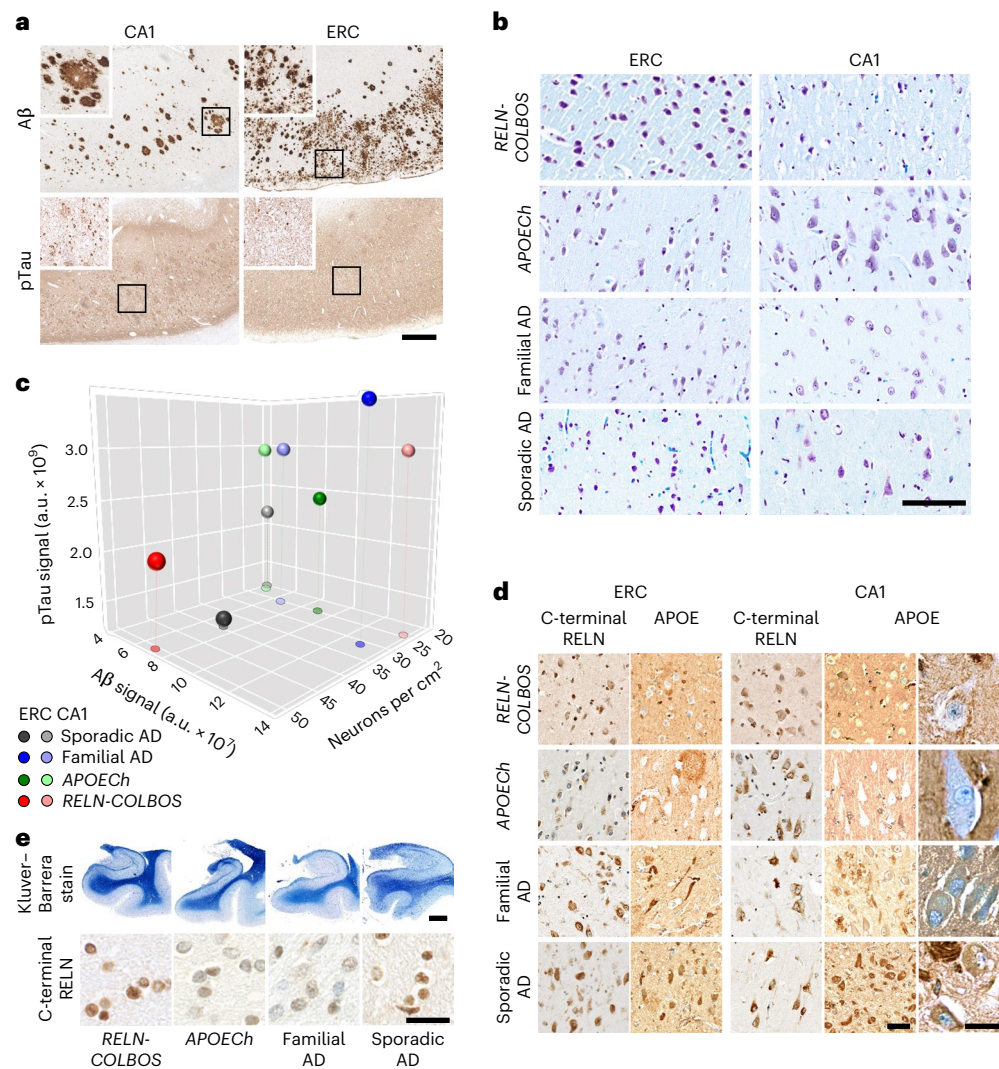 a
CA1
ERC
Aβ
pTau
b
ERC
CA1
RELN-
COLBOS
APOECh
Familial AD
Sporadic AD
c
pTau signal (a.u. × 10⁹)
3.0
2.5
2.0
1.5
4
6
8
10
12
14
Aβ signal (a.u. × 10⁷)
50
45
40
35
30
25
20
Neurons per cm²
ERC CA1
Sporadic AD
Familial AD
APOECh
RELN-COLBOS
d
ERC
CA1
C-terminal
RELN
APOE
C-terminal
RELN
APOE
RELN-
COLBOS
APOECh
Familial
AD
Sporadic
AD
e
Kluver–
Barrera
stain
C-terminal
RELN
RELN-
COLBOS
APOECh
Familial
AD
Sporadic
AD